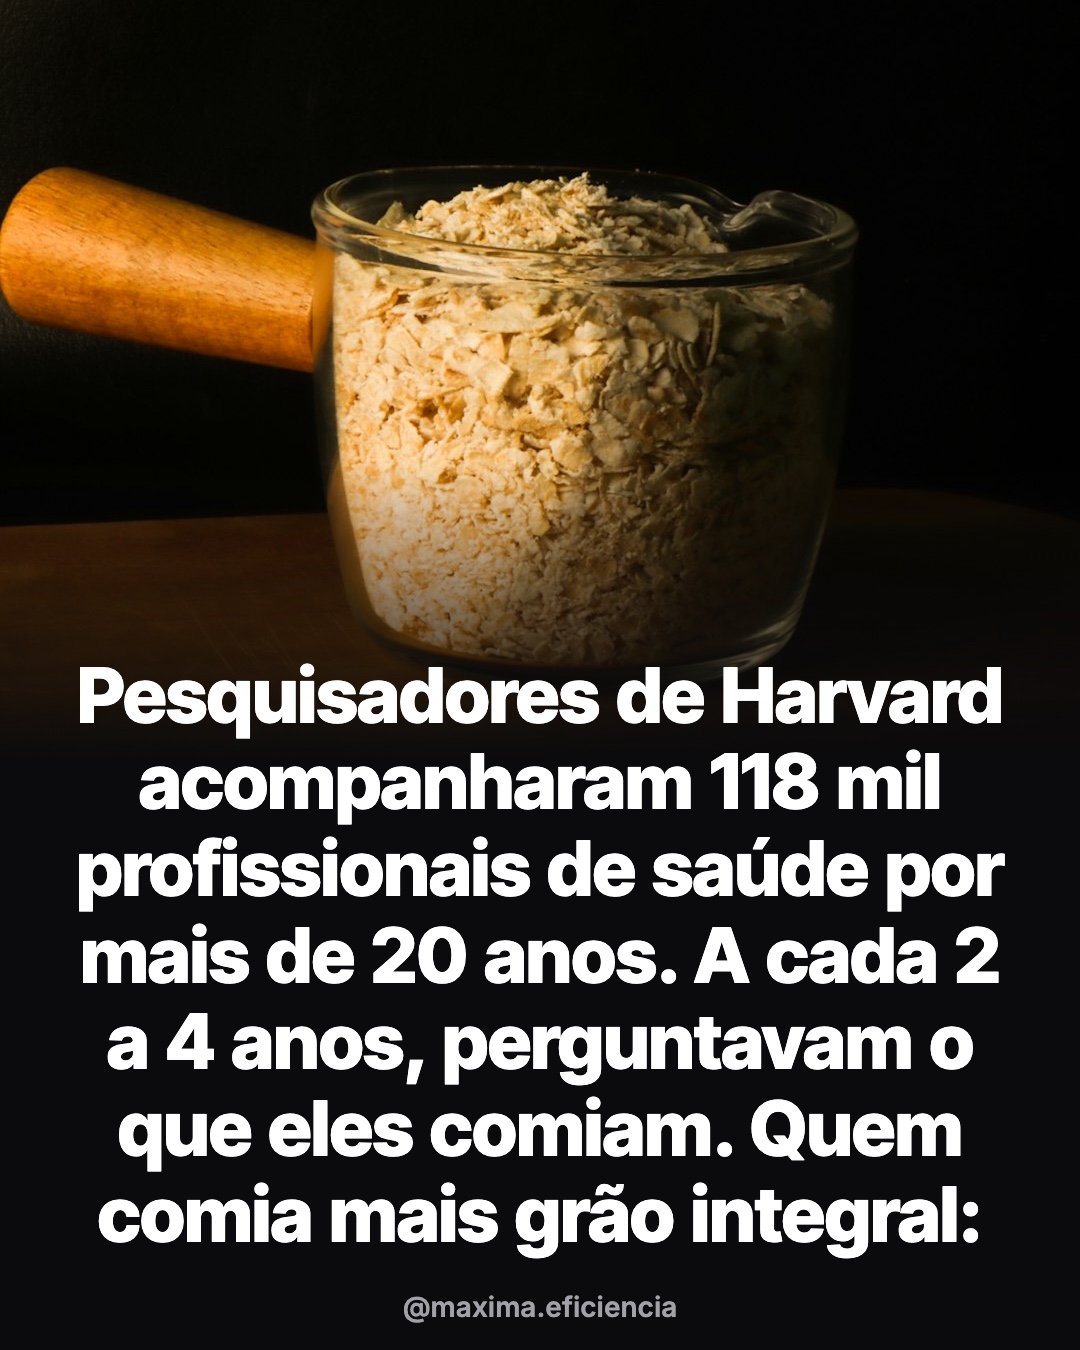 Pesquisadores de Harvard
acompanharam 118 mil
profissionais de saúde por
mais de 20 anos. A cada 2
a 4 anos, perguntavam o
que eles comiam. Quem
comia mais grão integral:
@maxima.eficiencia